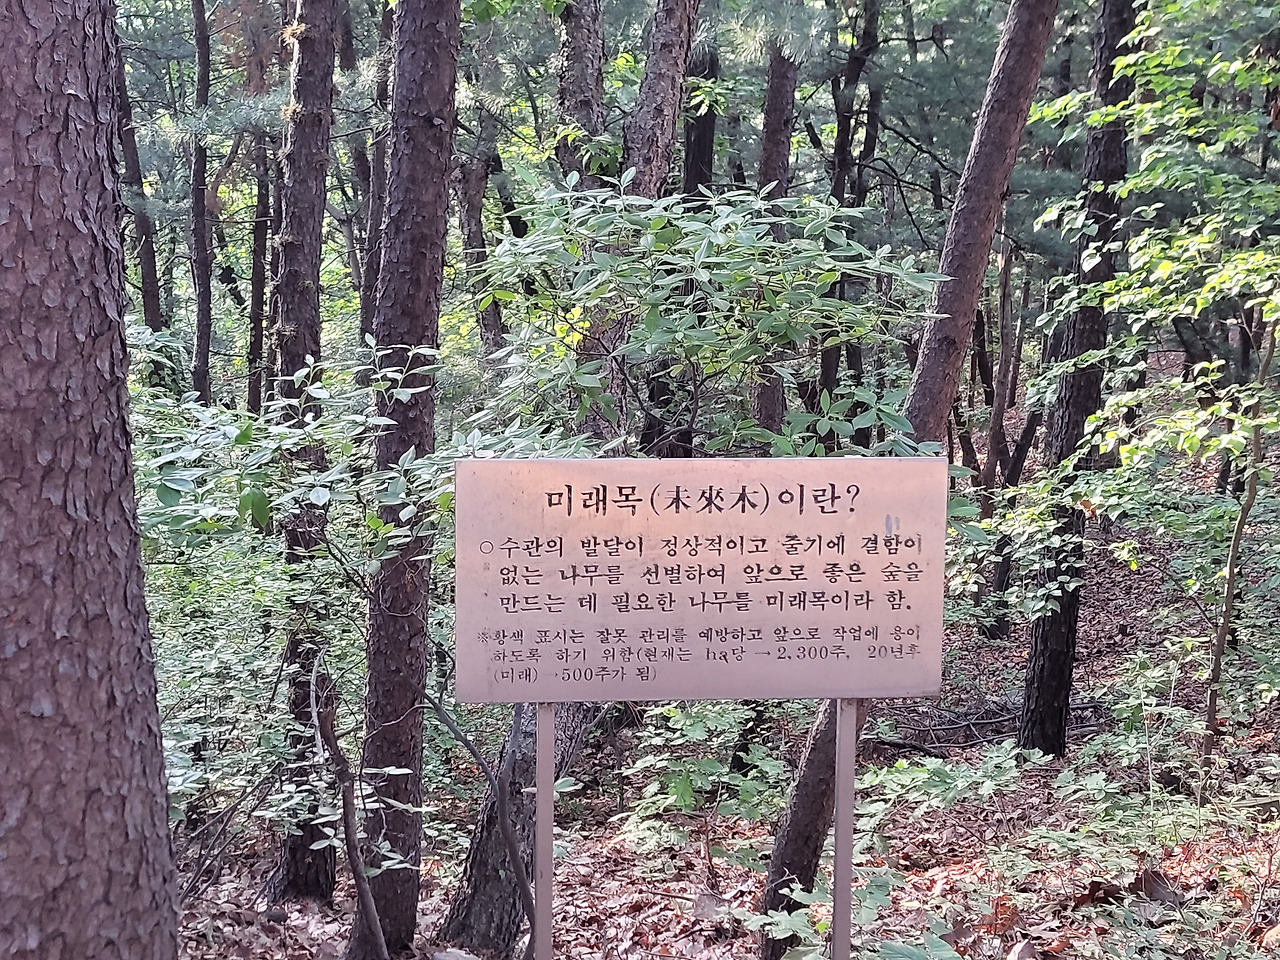 미래목(未來木)이란?
○수관의 발달이 정상적이고 줄기에 결함이
없는 나무를 선별하여 앞으로 좋은 숲을
만드는 데 필요한 나무를 미래목이라 함.
※황색 표시는 잘못 관리를 예방하고 앞으로 작업에 용이
하도록 하기 위함(현재는 ha당 → 2,300주, 20년후
(미래) →500주가 됨)